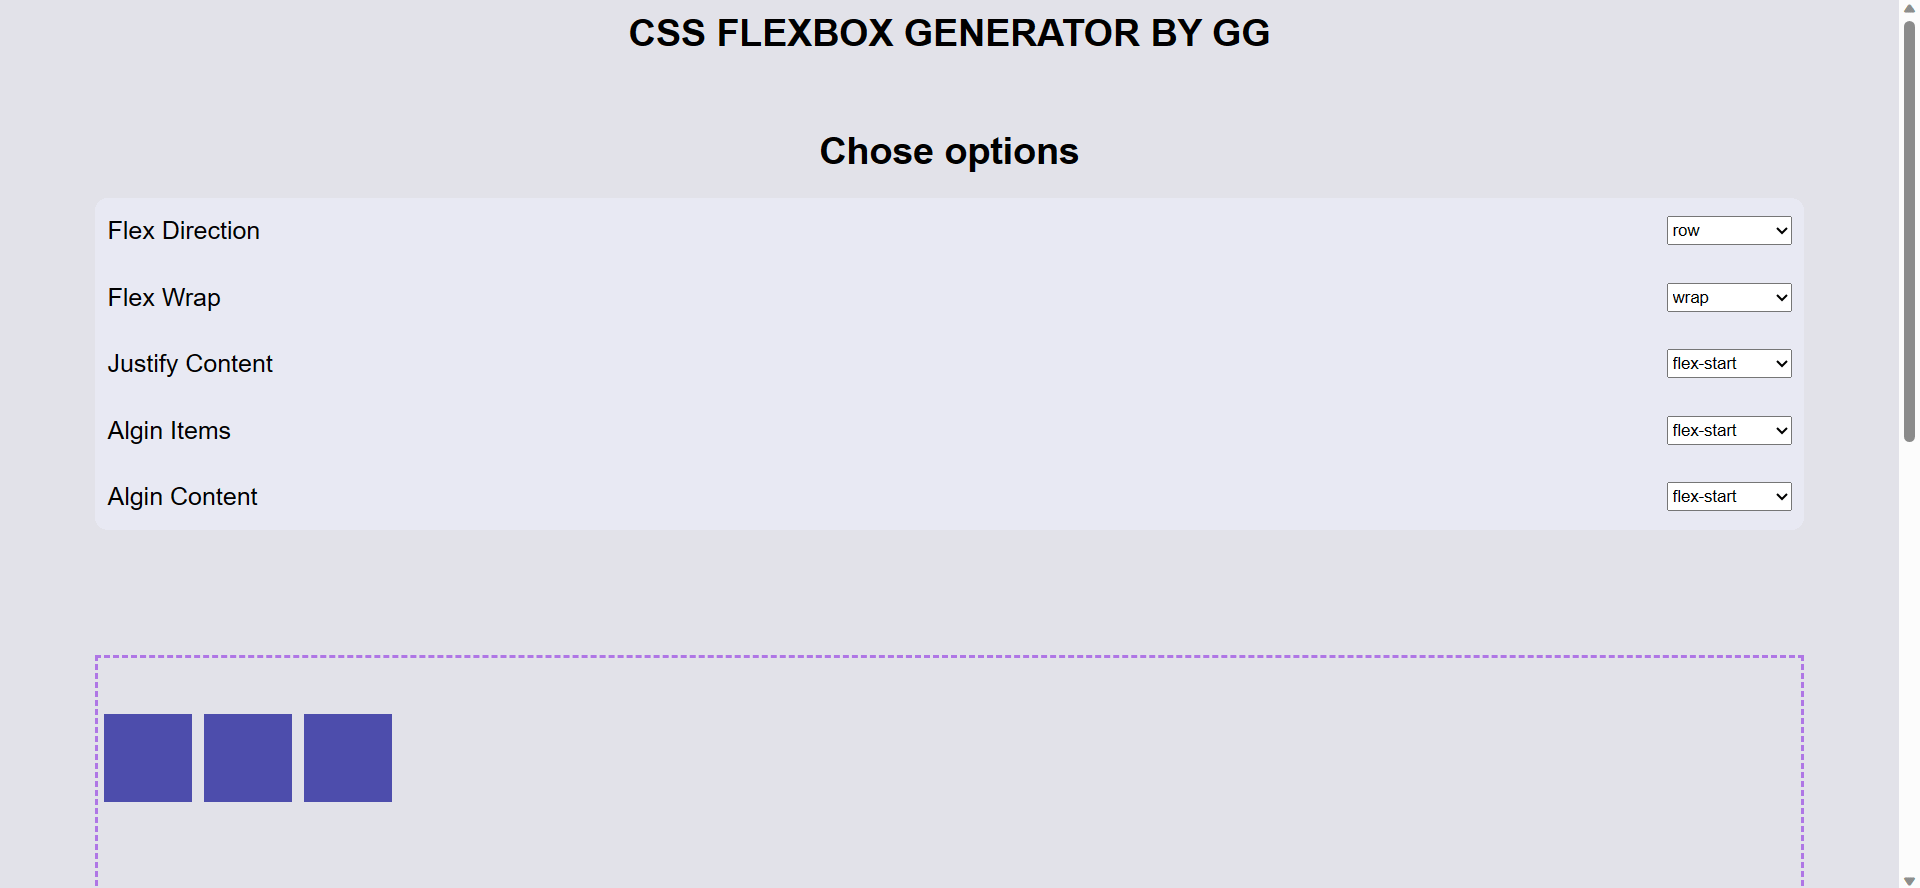 CSS FLEXBOX GENERATOR BY GG
Chose options
Flex Direction row
Flex Wrap wrap
Justify Content flex-start
Algin Items flex-start
Algin Content flex-start